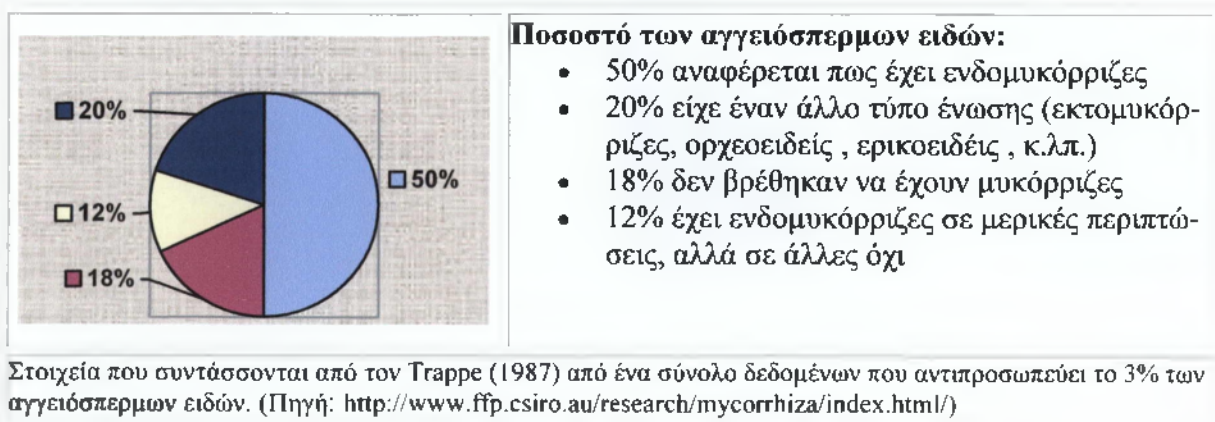 20%
50%
12%
18%
Ποσοστό των αγγειόσπερμων ειδών:
• 50% αναφέρεται πως έχει ενδομυκόρριζες
• 20% είχε έναν άλλο τύπο ένωσης (εκτομυκόρ-
ριζες, ορχεοειδείς , ερικοειδέις , κ.λπ.)
• 18% δεν βρέθηκαν να έχουν μυκόρριζες
• 12% έχει ενδομυκόρριζες σε μερικές περιπτώ-
σεις, αλλά σε άλλες όχι
Στοιχεία που συντάσσονται από τον Trappe (1987) από ένα σύνολο δεδομένων που αντιπροσωπεύει το 3% των
αγγειόσπερμων ειδών. (Πηγή: http://www.ffp.csiro.au/research/mycorrhiza/index.html/)